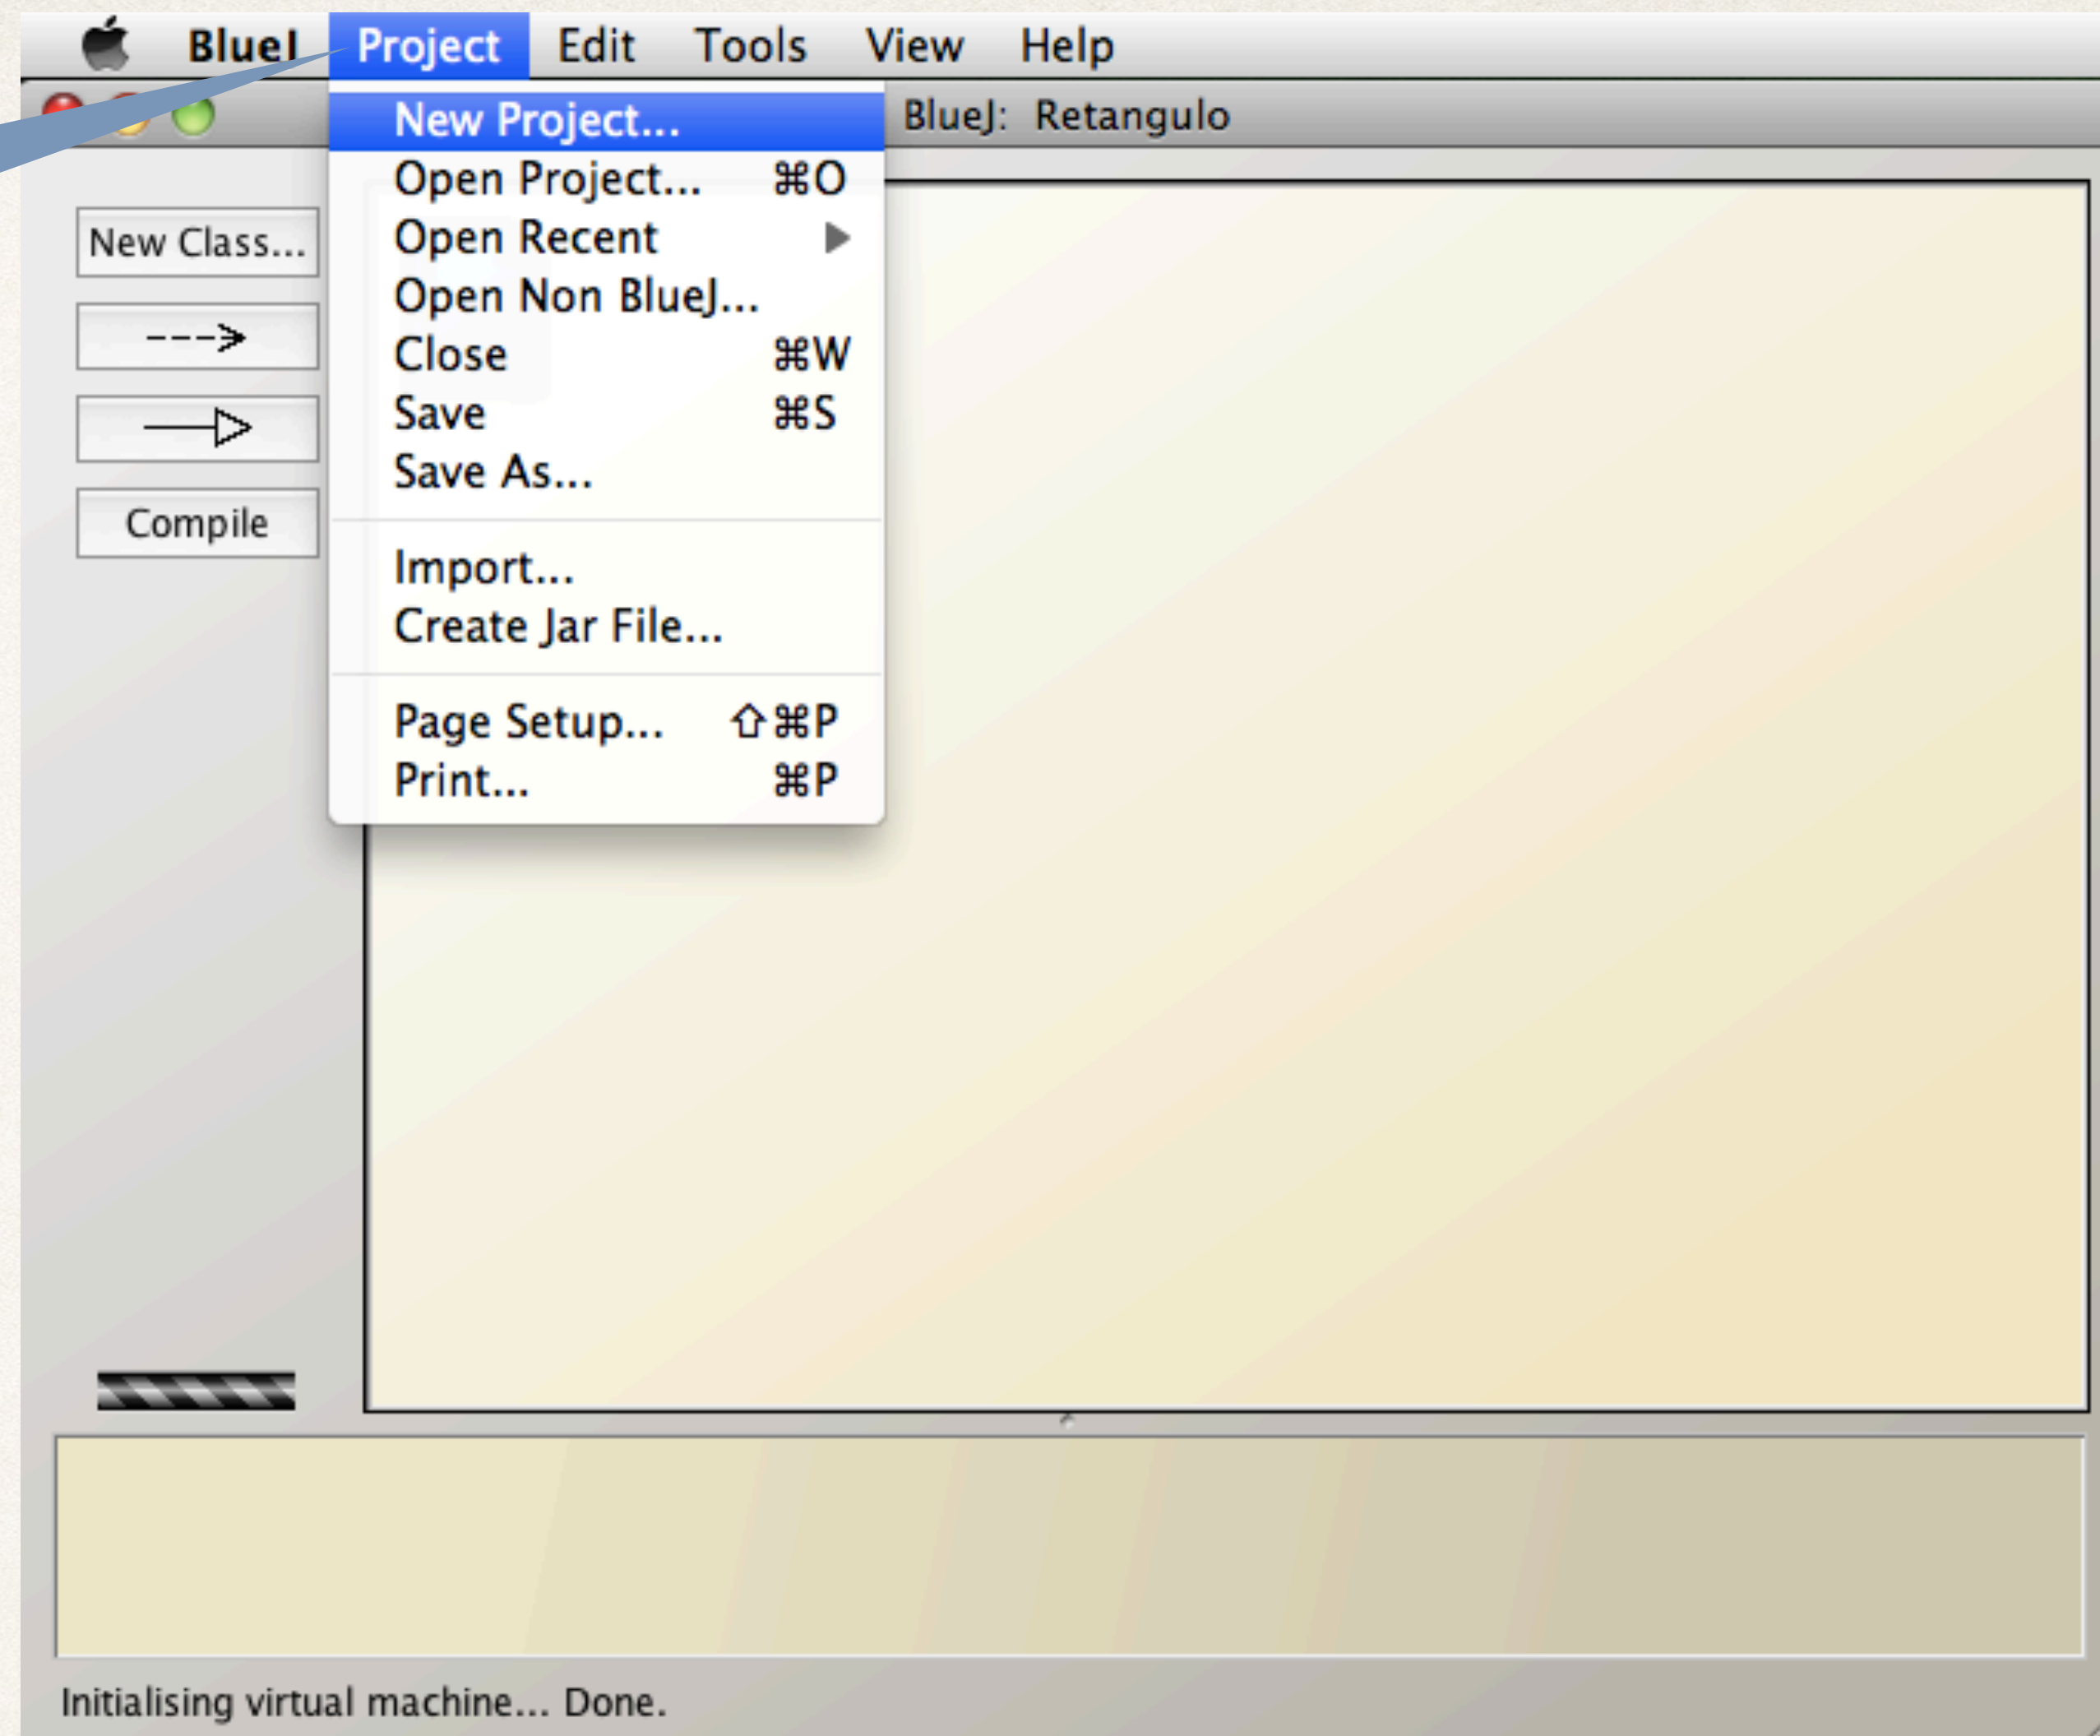 BlueJ Project Edit Tools View Help
BlueJ: Retangulo
New Project...
Open Project... ⌘O
Open Recent
Open Non BlueJ...
Close ⌘W
Save ⌘S
Save As...
Import...
Create Jar File...
Page Setup... ⇧⌘P
Print... ⌘P
New Class...
Compile
Initialising virtual machine... Done.